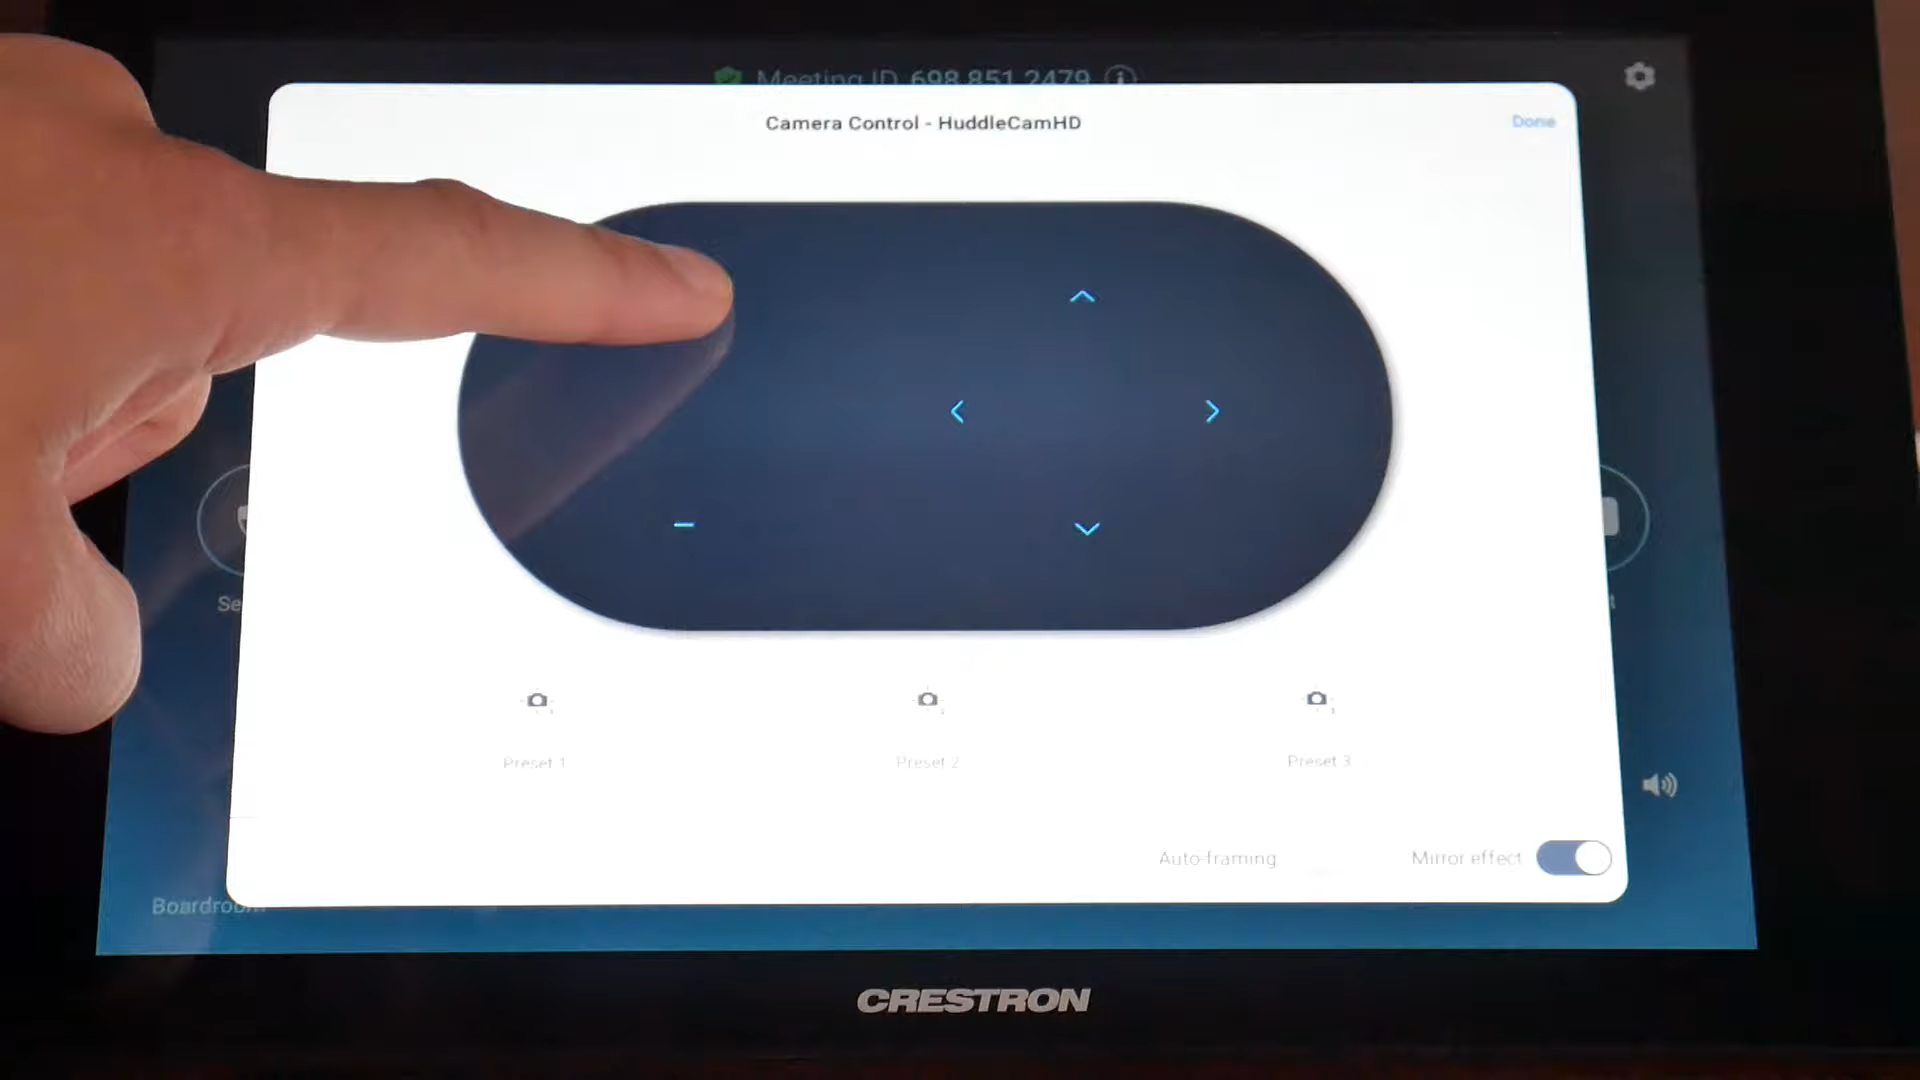 Meeting ID 698 851 2479
Camera Control - HuddleCamHD
Done
Se
t
Preset 1
Preset 2
Preset 3
Auto-framing
Mirror effect
Boardroom
CRESTRON